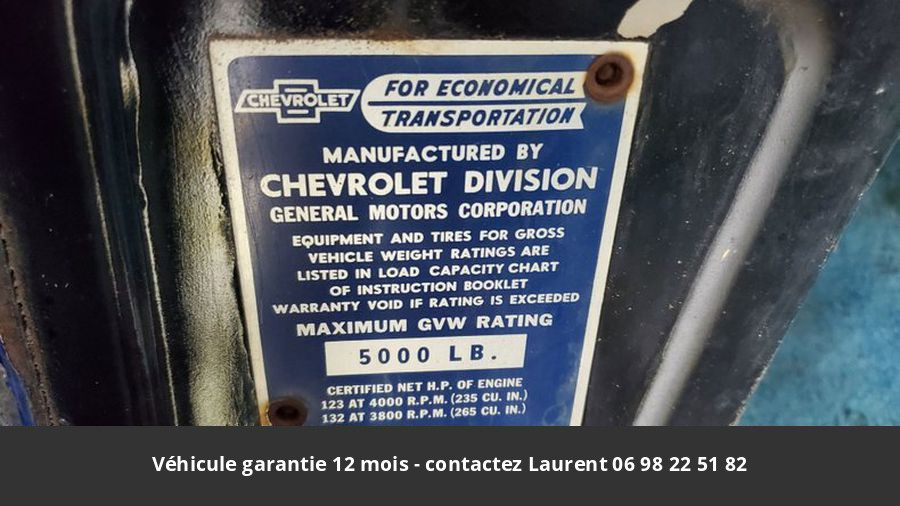 CHEVROLET
FOR ECONOMICAL
TRANSPORTATION
MANUFACTURED BY
CHEVROLET DIVISION
GENERAL MOTORS CORPORATION
EQUIPMENT AND TIRES FOR GROSS
VEHICLE WEIGHT RATINGS ARE
LISTED IN LOAD CAPACITY CHART
OF INSTRUCTION BOOKLET
WARRANTY VOID IF RATING IS EXCEEDED
MAXIMUM GVW RATING
5000 LB.
CERTIFIED NET H.P. OF ENGINE
123 AT 4000 R.P.M. (235 CU. IN.)
132 AT 3800 R.P.M. (265 CU. IN.)
Véhicule garantie 12 mois - contactez Laurent 06 98 22 51 82